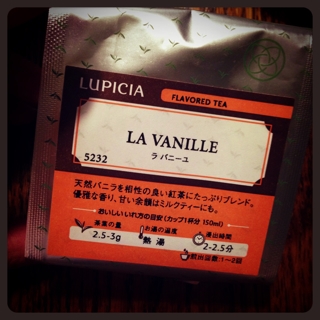 LUPICIA
FLAVORED TEA
LA VANILLE
ラ バニーユ
5232
天然バニラを相性の良い紅茶にたっぷりブレンド。
優雅な香り、甘い余韻はミルクティーにも。
おいしいいれ方の目安 (カップ1杯分 150ml)
茶葉の量 お湯の温度 蒸らし時間
2.5-3g 熱湯 2-2.5分